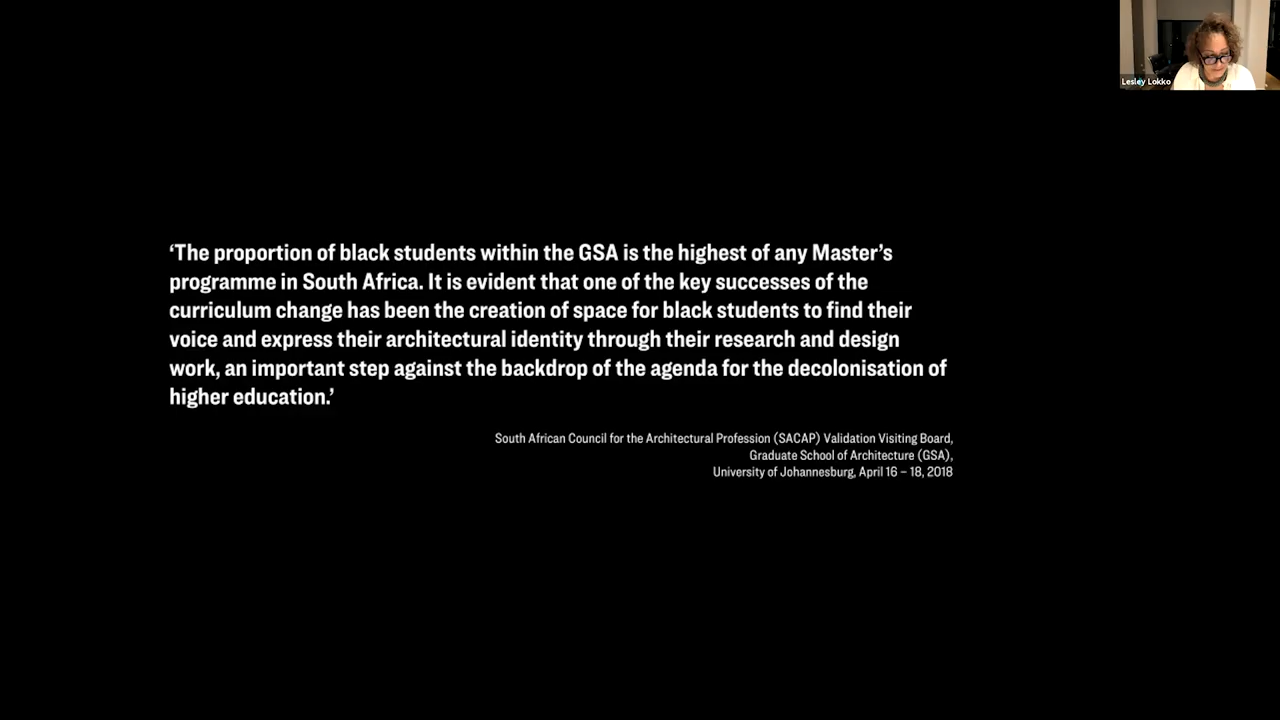 Lesley Lokko
‘The proportion of black students within the GSA is the highest of any Master’s
programme in South Africa. It is evident that one of the key successes of the
curriculum change has been the creation of space for black students to find their
voice and express their architectural identity through their research and design
work, an important step against the backdrop of the agenda for the decolonisation of
higher education.’
South African Council for the Architectural Profession (SACAP) Validation Visiting Board,
Graduate School of Architecture (GSA),
University of Johannesburg, April 16 – 18, 2018